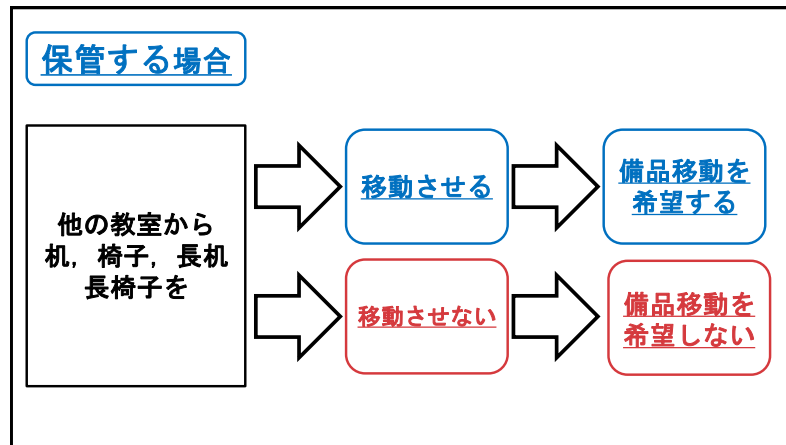 保管する場合
他の教室から
机，椅子，長机
長椅子を
移動させる
備品移動を
希望する
移動させない
備品移動を
希望しない